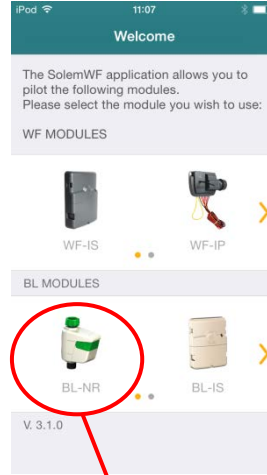 iPod 11:07
Welcome
The SolemWF application allows you to
pilot the following modules.
Please select the module you wish to use:
WF MODULES
WF-IS WF-IP
BL MODULES
BL-NR BL-IS
V. 3.1.0